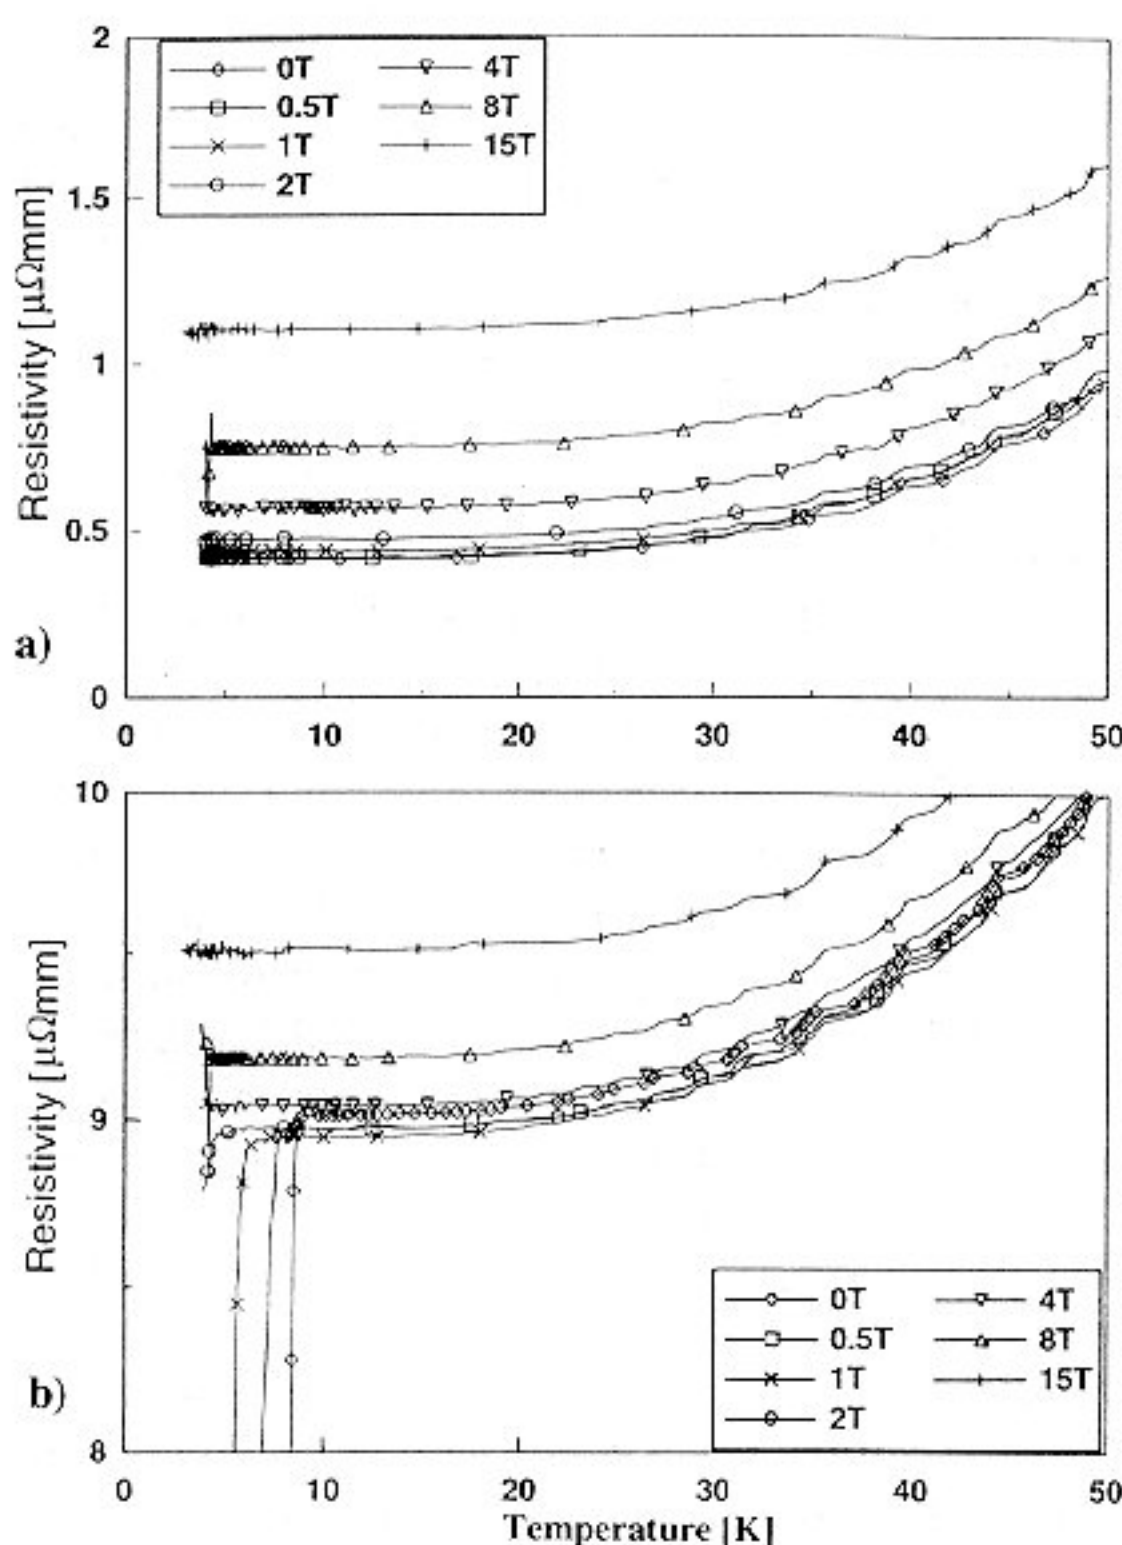 2
0T 4T
0.5T 8T
1T 15T
2T
1.5
1
0.5
0
Resistivity [μΩmm]
a)
0 10 20 30 40 50
10
9
8
Resistivity [μΩmm]
b)
0T 4T
0.5T 8T
1T 15T
2T
0 10 20 30 40 50
Temperature [K]